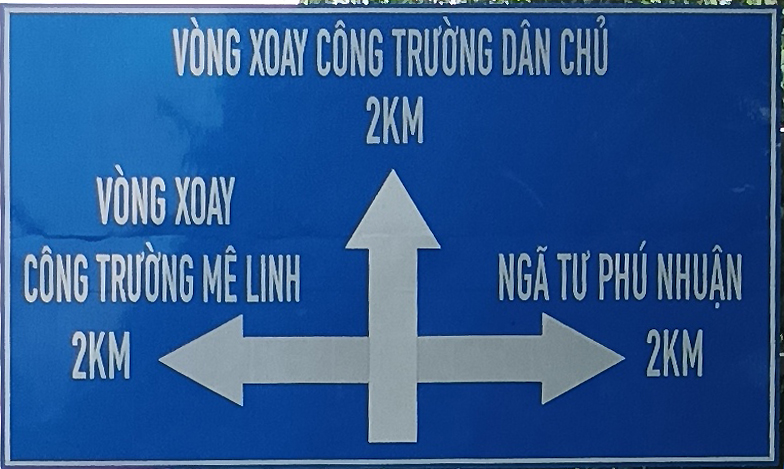 VÒNG XOAY CÔNG TRƯỜNG DÂN CHỦ
2KM
VÒNG XOAY
CÔNG TRƯỜNG MÊ LINH
2KM
NGÃ TƯ PHÚ NHUẬN
2KM